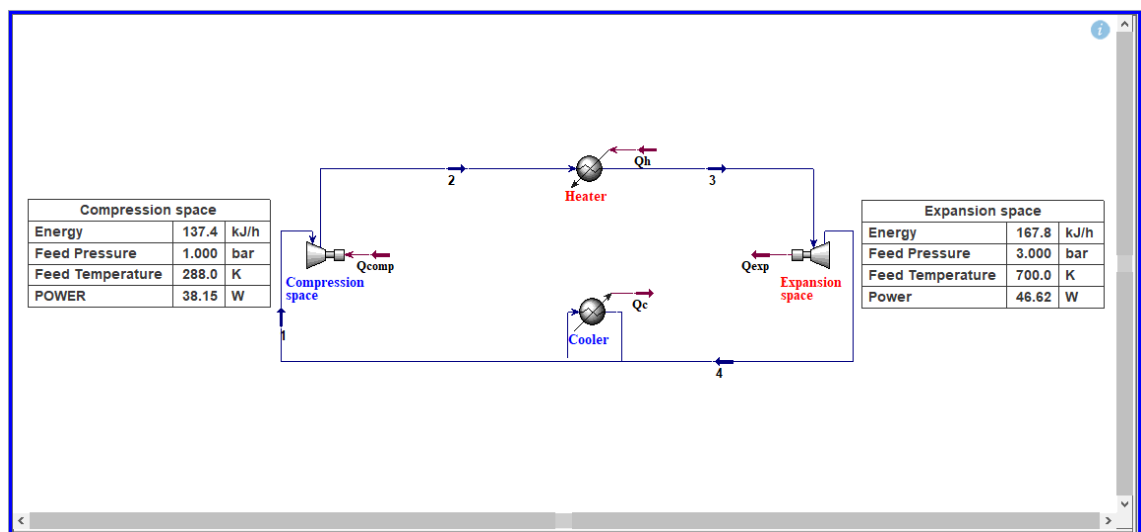 i
Qh
2
3
Heater
Compression space
Energy 137.4 kJ/h
Feed Pressure 1.000 bar
Feed Temperature 288.0 K
POWER 38.15 W
Qcomp
Compression
space
Qexp
Expansion
space
Expansion space
Energy 167.8 kJ/h
Feed Pressure 3.000 bar
Feed Temperature 700.0 K
Power 46.62 W
Qc
Cooler
1
4